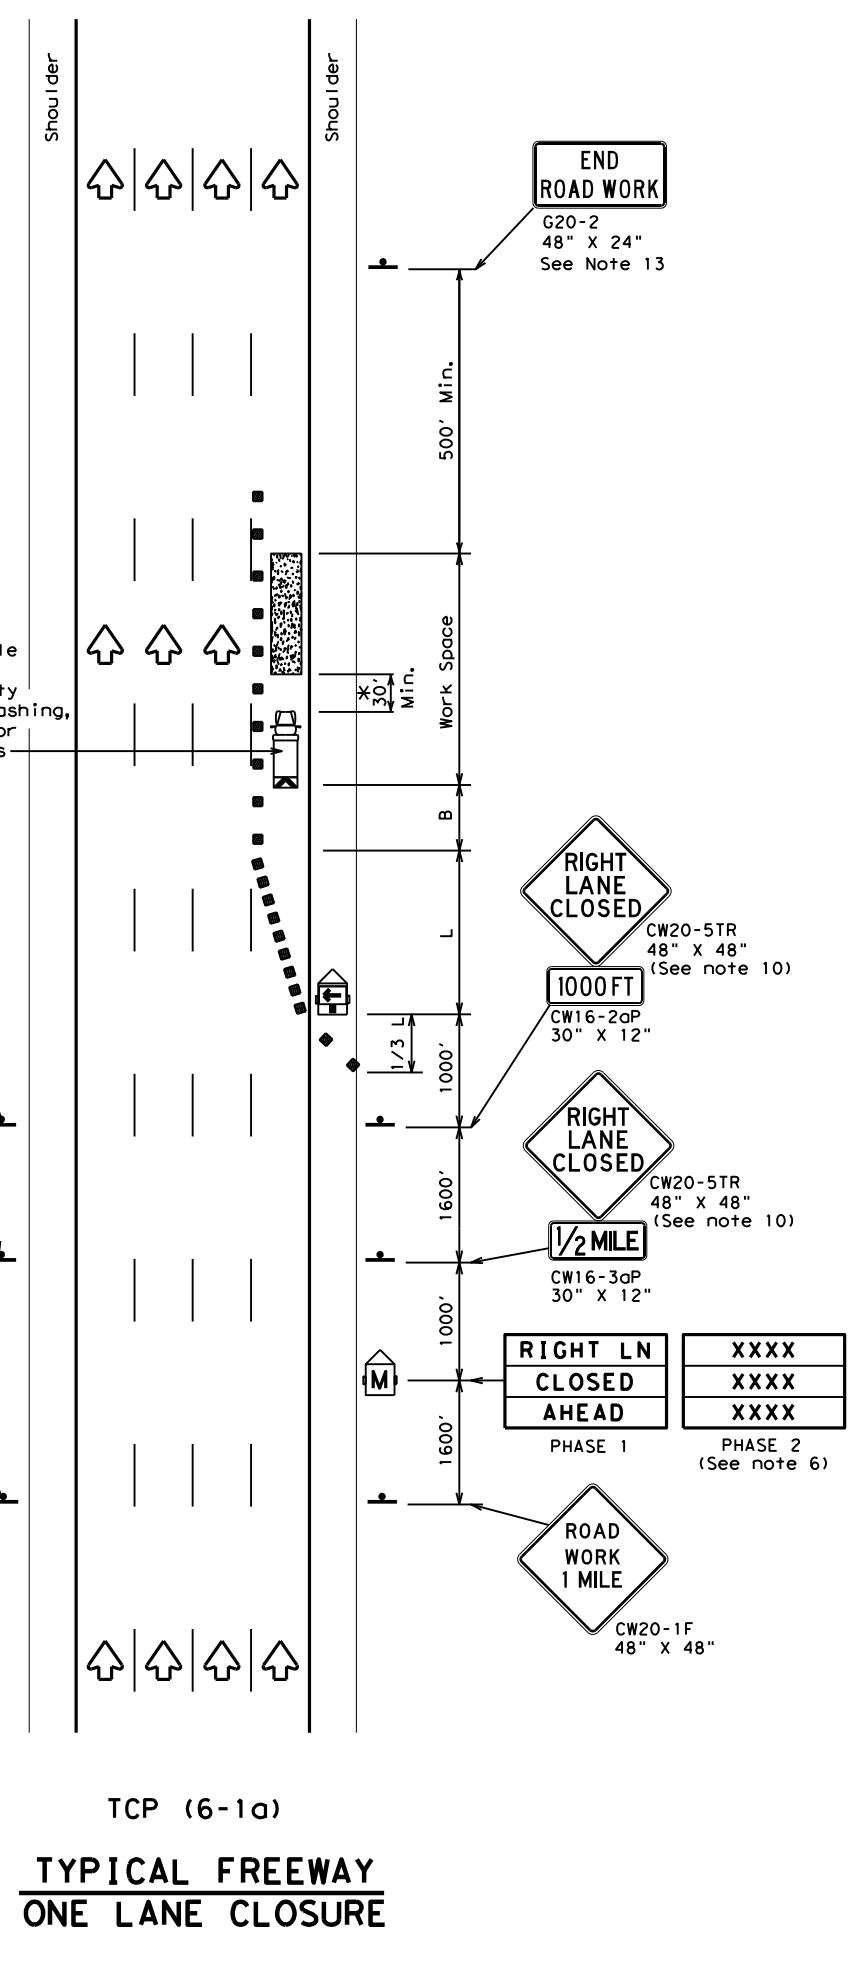 Shoulder
Shoulder
END
ROAD WORK
G20-2
48" X 24"
See Note 13
500' Min.
Work Space
*
30'
Min.
B
L
1/3 L
1000'
1600'
1000'
1600'
RIGHT
LANE
CLOSED
CW20-5TR
48" X 48"
(See note 10)
1000 FT
CW16-2aP
30" X 12"
RIGHT
LANE
CLOSED
CW20-5TR
48" X 48"
(See note 10)
1/2 MILE
CW16-3aP
30" X 12"
M
RIGHT LN
CLOSED
AHEAD
PHASE 1
XXXX
XXXX
XXXX
PHASE 2
(See note 6)
ROAD
WORK
1 MILE
CW20-1F
48" X 48"
TCP (6-1a)
TYPICAL FREEWAY
ONE LANE CLOSURE